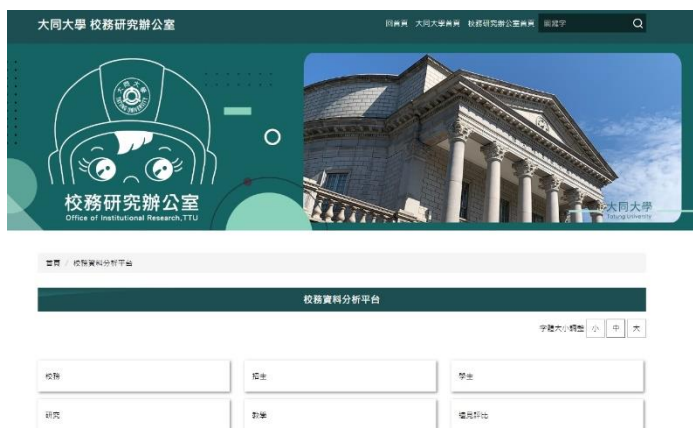 大同大學 校務研究辦公室
回首頁 大同大學首頁 校務研究辦公室首頁 關鍵字
大同大學
TATUNG UNIVERSITY
校務研究辦公室
Office of Institutional Research,TTU
大同大學
Tatung University
首頁 / 校務資料分析平台
校務資料分析平台
字體大小調整 小 中 大
校務 招生 學生
研究 教學 遠見評比